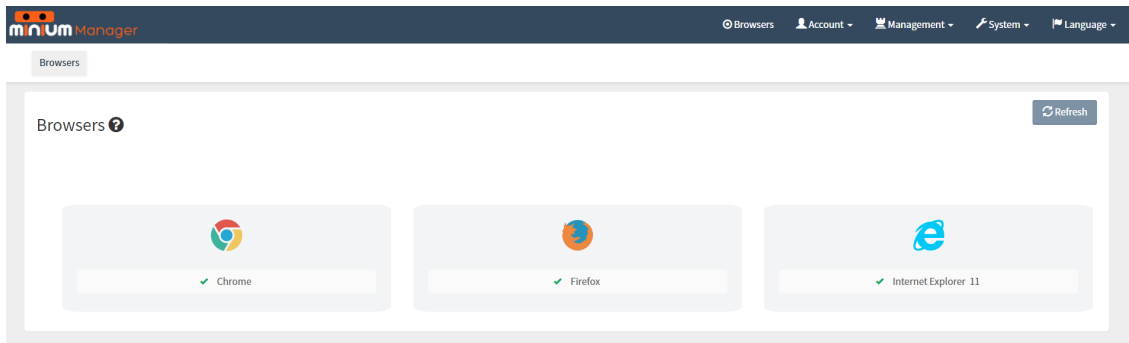 minium Manager
Browsers Account Management System Language
Browsers
Refresh
Browsers
Chrome
Firefox
Internet Explorer 11